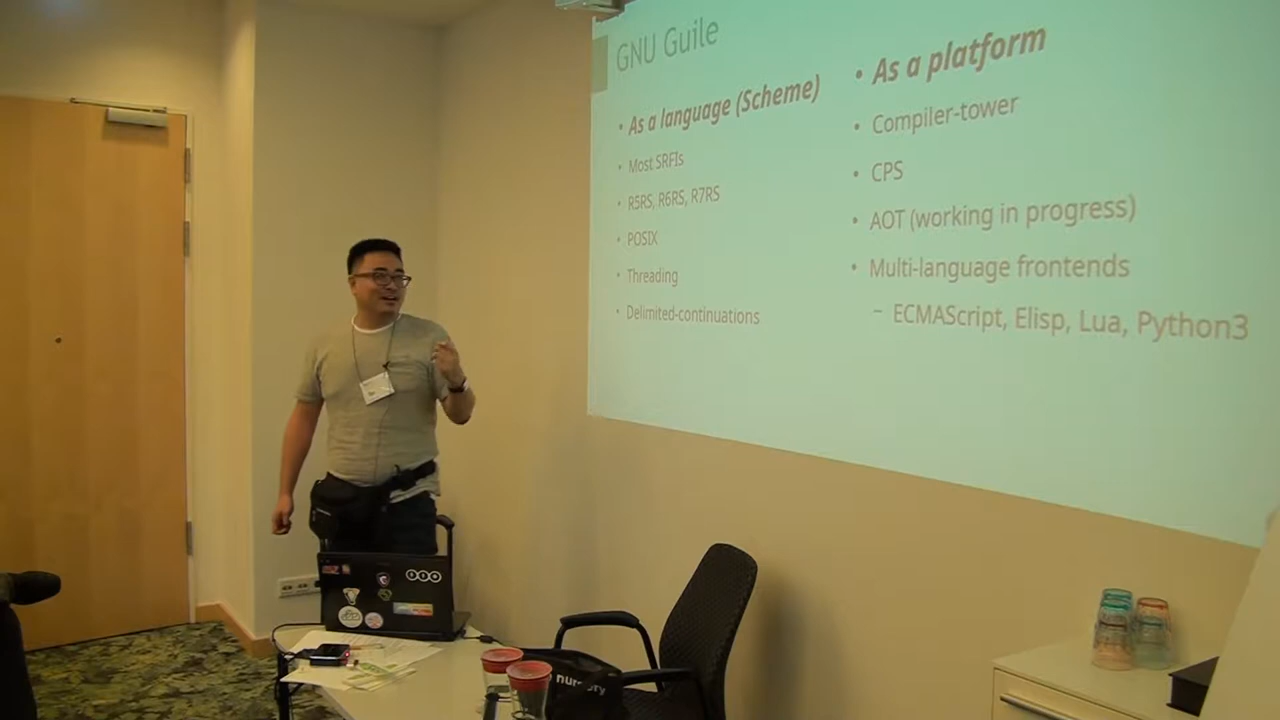 GNU Guile
• As a language (Scheme)
• Most SRFIs
• R5RS, R6RS, R7RS
• POSIX
• Threading
• Delimited-continuations
• As a platform
• Compiler-tower
• CPS
• AOT (working in progress)
• Multi-language frontends
– ECMAScript, Elisp, Lua, Python3